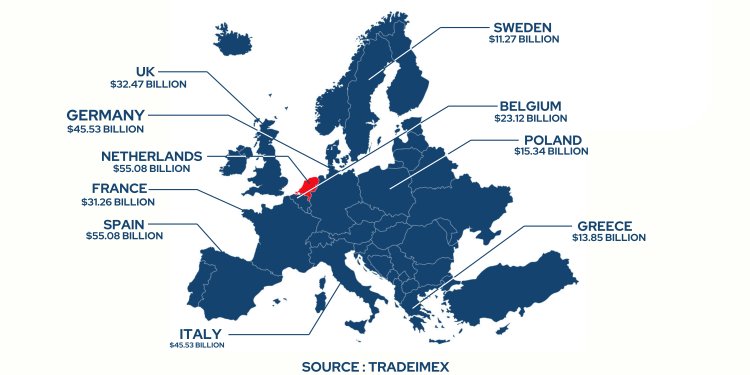 SWEDEN
$11.27 BILLION
UK
$32.47 BILLION
GERMANY
$45.53 BILLION
BELGIUM
$23.12 BILLION
POLAND
$15.34 BILLION
NETHERLANDS
$55.08 BILLION
FRANCE
$31.26 BILLION
SPAIN
$55.08 BILLION
GREECE
$13.85 BILLION
ITALY
$45.53 BILLION
SOURCE : TRADEIMEX